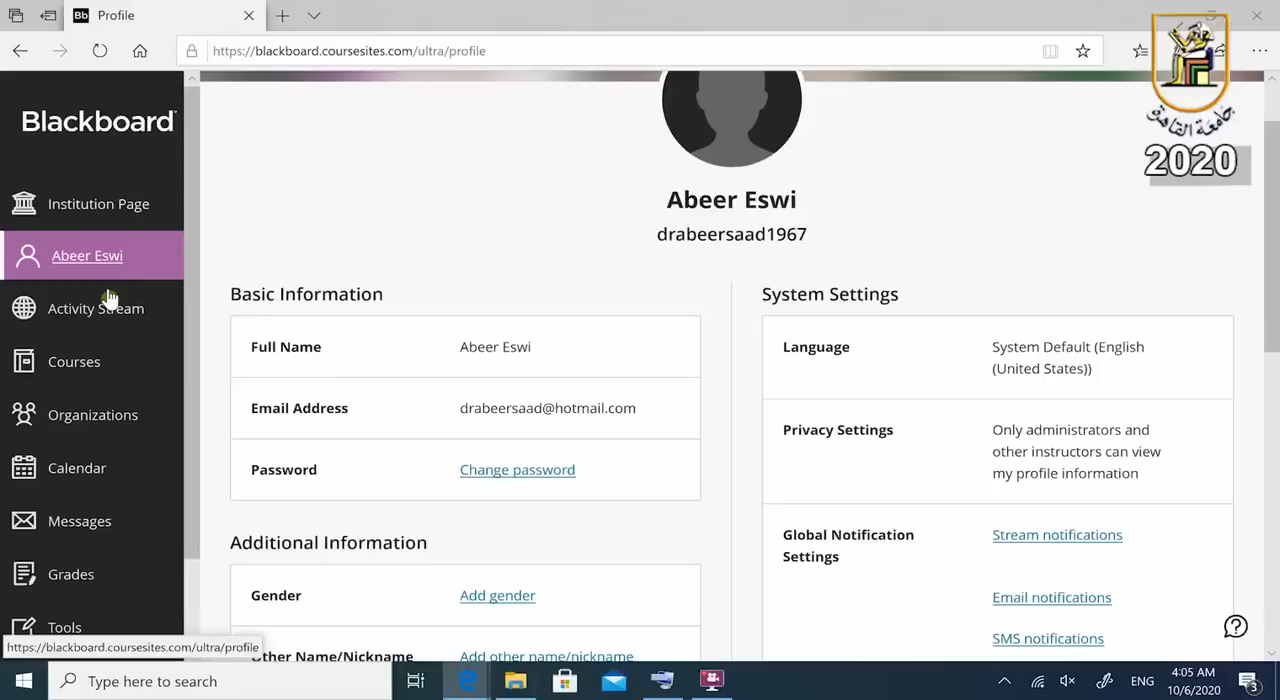 Bb Profile
https://blackboard.coursesites.com/ultra/profile
جامعة القاهرة
2020
Blackboard
Institution Page
Abeer Eswi
Activity Stream
Courses
Organizations
Calendar
Messages
Grades
Tools
https://blackboard.coursesites.com/ultra/profile
Abeer Eswi
drabeersaad1967
Basic Information
Full Name Abeer Eswi
Email Address drabeersaad@hotmail.com
Password Change password
Additional Information
Gender Add gender
Other Name/Nickname Add other name/nickname
System Settings
Language System Default (English
(United States))
Privacy Settings Only administrators and
other instructors can view
my profile information
Global Notification Stream notifications
Settings
Email notifications
SMS notifications
Type here to search
ENG
4:05 AM
10/6/2020
3